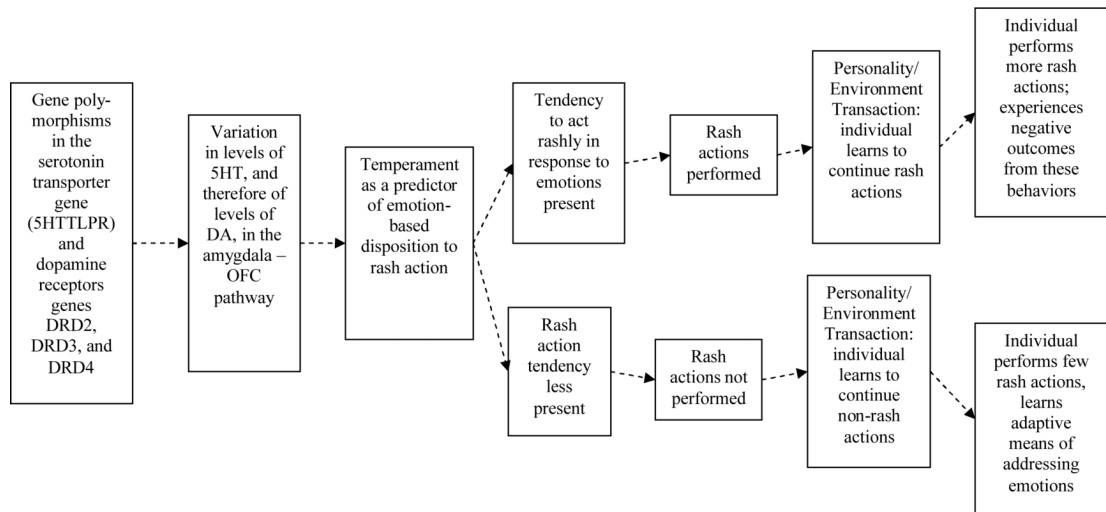 Gene poly-
morphisms
in the
serotonin
transporter
gene
(5HTTLPR)
and
dopamine
receptors
genes
DRD2,
DRD3, and
DRD4
Variation
in levels of
5HT, and
therefore of
levels of
DA, in the
amygdala –
OFC
pathway
Temperament
as a predictor
of emotion-
based
disposition to
rash action
Tendency
to act
rashly in
response to
emotions
present
Rash
actions
performed
Personality/
Environment
Transaction:
individual
learns to
continue rash
actions
Individual
performs
more rash
actions;
experiences
negative
outcomes
from these
behaviors
Rash
action
tendency
less
present
Rash
actions not
performed
Personality/
Environment
Transaction:
individual
learns to
continue
non-rash
actions
Individual
performs few
rash actions,
learns
adaptive
means of
addressing
emotions